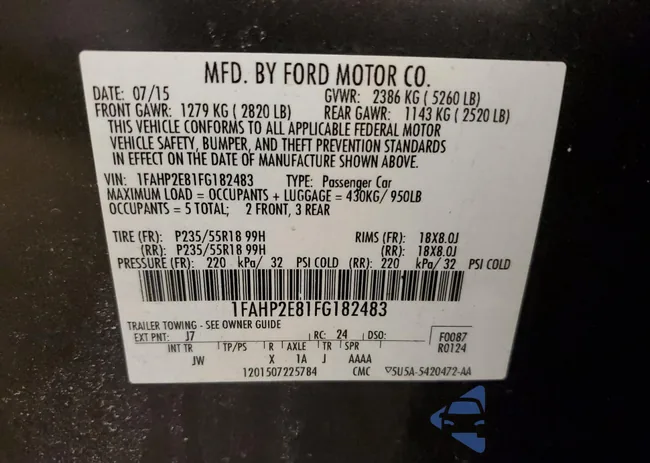 MFD. BY FORD MOTOR CO.
DATE: 07/15 GVWR: 2386 KG ( 5260 LB)
FRONT GAWR: 1279 KG ( 2820 LB) REAR GAWR: 1143 KG ( 2520 LB)
THIS VEHICLE CONFORMS TO ALL APPLICABLE FEDERAL MOTOR
VEHICLE SAFETY, BUMPER, AND THEFT PREVENTION STANDARDS
IN EFFECT ON THE DATE OF MANUFACTURE SHOWN ABOVE.
VIN: 1FAHP2E81FG182483 TYPE: Passenger Car
MAXIMUM LOAD = OCCUPANTS + LUGGAGE = 430KG/ 950LB
OCCUPANTS = 5 TOTAL; 2 FRONT, 3 REAR
TIRE (FR): P235/55R18 99H RIMS (FR): 18X8.0J
(RR): P235/55R18 99H (RR): 18X8.0J
PRESSURE (FR): 220 kPa/ 32 PSI COLD (RR): 220 kPa/ 32 PSI COLD
1FAHP2E81FG182483
TRAILER TOWING - SEE OWNER GUIDE
EXT PNT: J7 RC: 24 DSO: F0087
INT TR TP/PS R AXLE TR SPR R0124
JW X 1A J AAAA
1201507225784 CMC 5U5A-5420472-AA